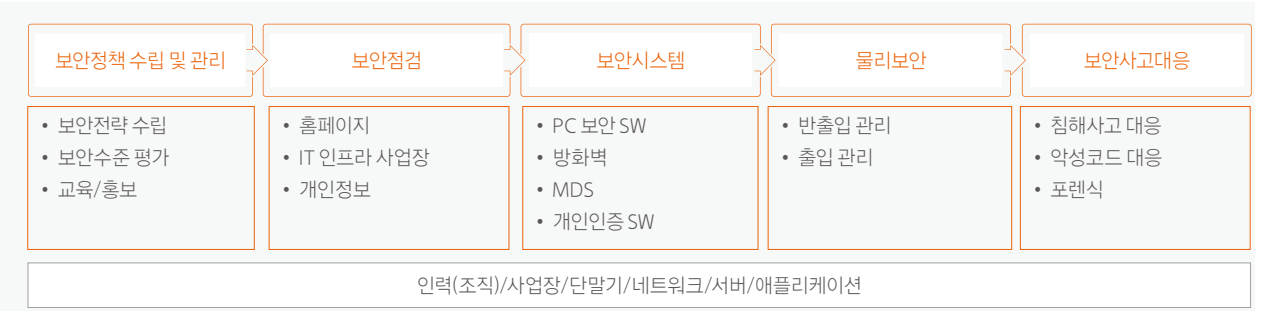 보안정책 수립 및 관리
보안점검
보안시스템
물리보안
보안사고대응
• 보안전략 수립
• 보안수준 평가
• 교육/홍보
• 홈페이지
• IT 인프라 사업장
• 개인정보
• PC 보안 SW
• 방화벽
• MDS
• 개인인증 SW
• 반출입 관리
• 출입 관리
• 침해사고 대응
• 악성코드 대응
• 포렌식
인력(조직)/사업장/단말기/네트워크/서버/애플리케이션